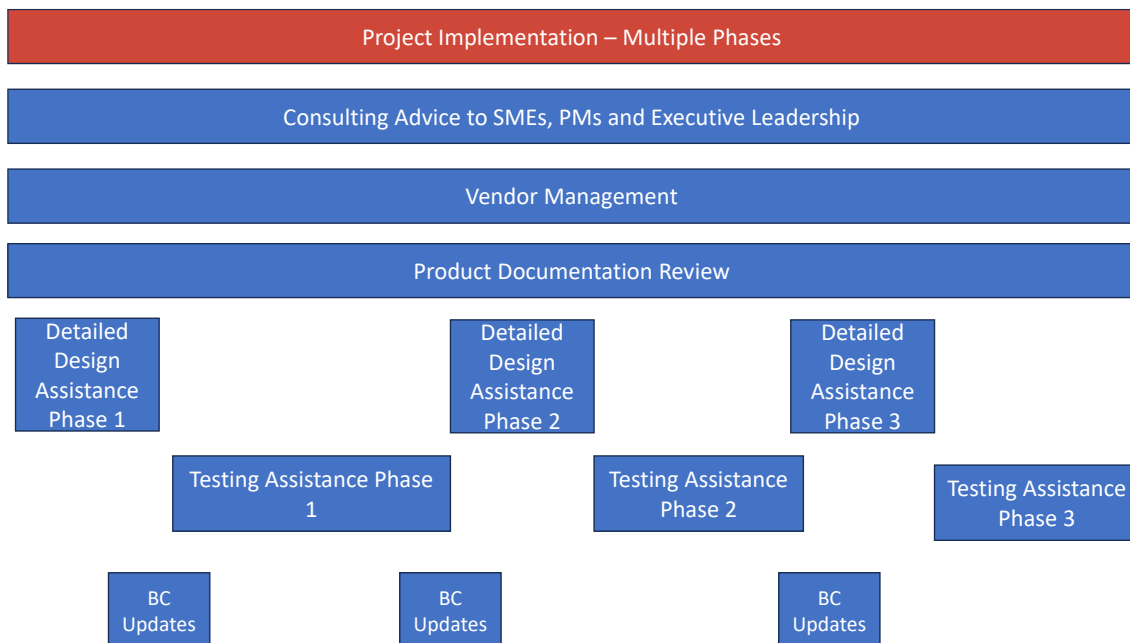 Project Implementation – Multiple Phases
Consulting Advice to SMEs, PMs and Executive Leadership
Vendor Management
Product Documentation Review
Detailed
Design
Assistance
Phase 1
Detailed
Design
Assistance
Phase 2
Detailed
Design
Assistance
Phase 3
Testing Assistance Phase
1
Testing Assistance
Phase 2
Testing Assistance
Phase 3
BC
Updates
BC
Updates
BC
Updates